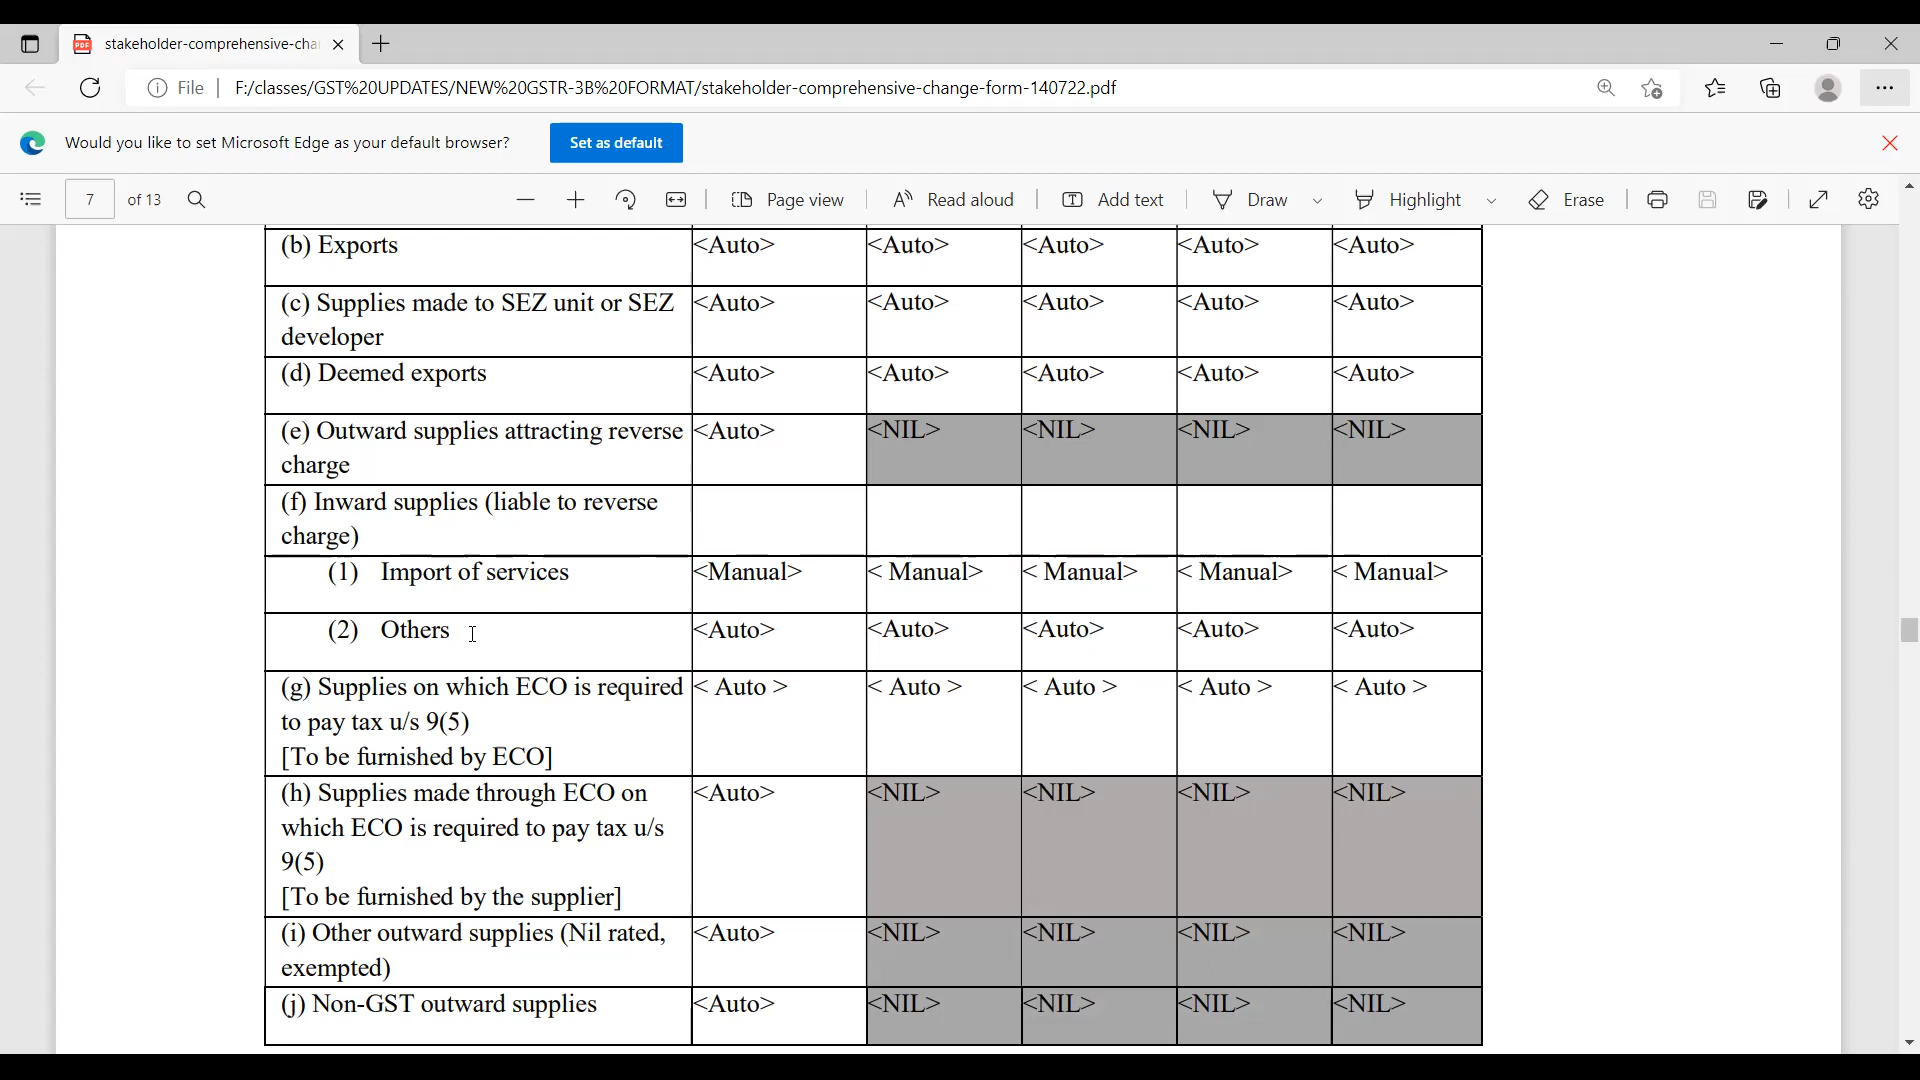 stakeholder-comprehensive-cha
File F:/classes/GST%20UPDATES/NEW%20GSTR-3B%20FORMAT/stakeholder-comprehensive-change-form-140722.pdf
Would you like to set Microsoft Edge as your default browser? Set as default
7 of 13 Page view Read aloud Add text Draw Highlight Erase
(b) Exports <Auto> <Auto> <Auto> <Auto> <Auto>
(c) Supplies made to SEZ unit or SEZ <Auto> <Auto> <Auto> <Auto> <Auto>
developer
(d) Deemed exports <Auto> <Auto> <Auto> <Auto> <Auto>
(e) Outward supplies attracting reverse <Auto> <NIL> <NIL> <NIL> <NIL>
charge
(f) Inward supplies (liable to reverse
charge)
(1) Import of services <Manual> < Manual> < Manual> < Manual> < Manual>
(2) Others <Auto> <Auto> <Auto> <Auto> <Auto>
(g) Supplies on which ECO is required < Auto > < Auto > < Auto > < Auto > < Auto >
to pay tax u/s 9(5)
[To be furnished by ECO]
(h) Supplies made through ECO on <Auto> <NIL> <NIL> <NIL> <NIL>
which ECO is required to pay tax u/s
9(5)
[To be furnished by the supplier]
(i) Other outward supplies (Nil rated, <Auto> <NIL> <NIL> <NIL> <NIL>
exempted)
(j) Non-GST outward supplies <Auto> <NIL> <NIL> <NIL> <NIL>